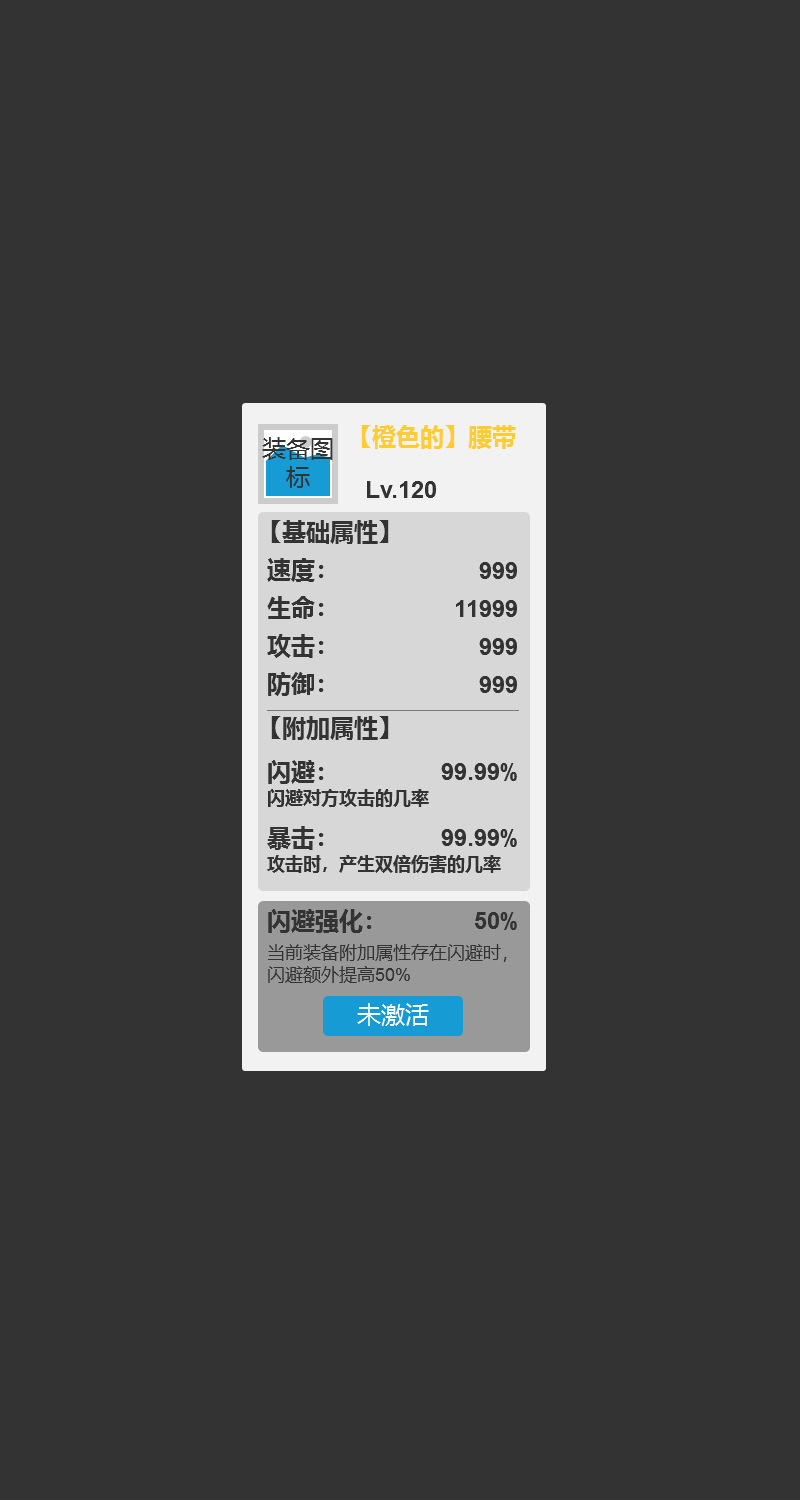 装备图
标
【橙色的】腰带
Lv.120
【基础属性】
速度： 999
生命： 11999
攻击： 999
防御： 999
【附加属性】
闪避： 99.99%
闪避对方攻击的几率
暴击： 99.99%
攻击时，产生双倍伤害的几率
闪避强化： 50%
当前装备附加属性存在闪避时，
闪避额外提高50%
未激活